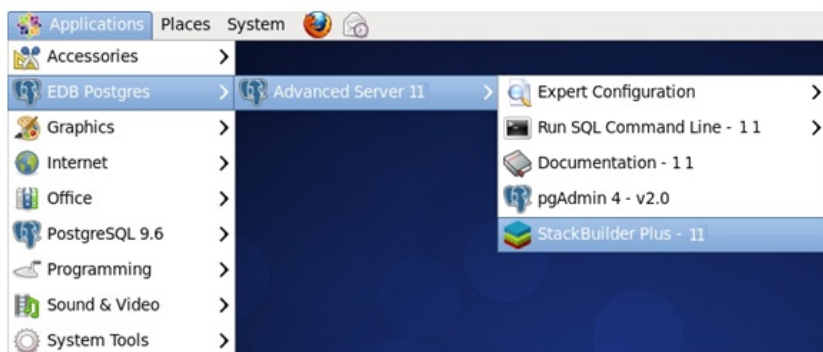 Applications Places System
Accessories
EDB Postgres
Advanced Server 11
Expert Configuration
Graphics
Run SQL Command Line - 11
Internet
Documentation - 11
Office
pgAdmin 4 - v2.0
PostgreSQL 9.6
StackBuilder Plus - 11
Programming
Sound & Video
System Tools